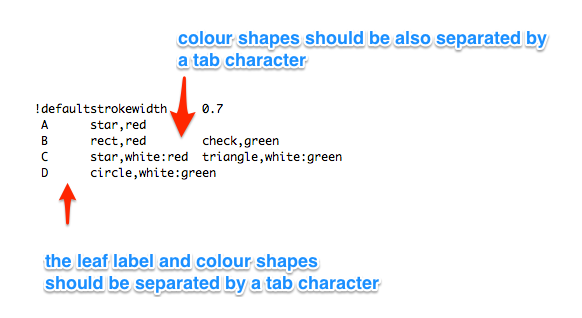 colour shapes should be also separated by
a tab character
!defaultstrokewidth 0.7
A star,red
B rect,red check,green
C star,white:red triangle,white:green
D circle,white:green
the leaf label and colour shapes
should be separated by a tab character